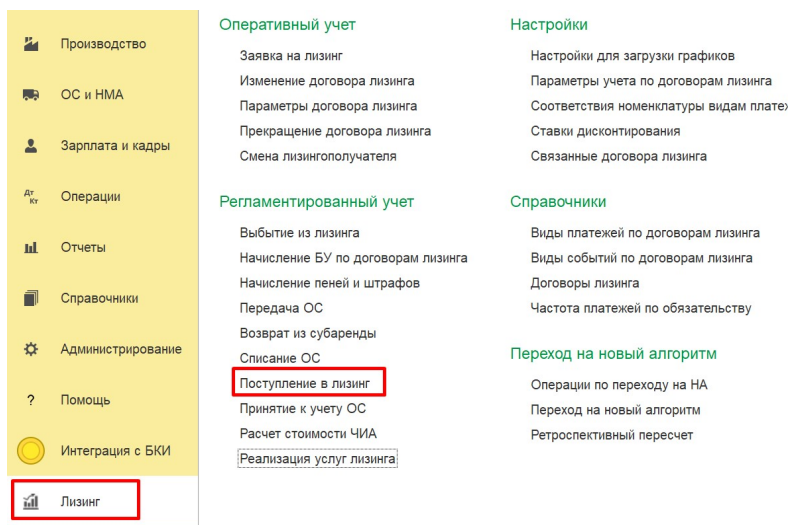 Производство
ОС и НМА
Зарплата и кадры
Дт
Кт
Операции
Отчеты
Справочники
Администрирование
?
Помощь
Интеграция с БКИ
Лизинг
Оперативный учет
Заявка на лизинг
Изменение договора лизинга
Параметры договора лизинга
Прекращение договора лизинга
Смена лизингополучателя
Регламентированный учет
Выбытие из лизинга
Начисление БУ по договорам лизинга
Начисление пеней и штрафов
Передача ОС
Возврат из субаренды
Списание ОС
Поступление в лизинг
Принятие к учету ОС
Расчет стоимости ЧИА
Реализация услуг лизинга
Настройки
Настройки для загрузки графиков
Параметры учета по договорам лизинга
Соответствия номенклатуры видам платеж
Ставки дисконтирования
Связанные договора лизинга
Справочники
Виды платежей по договорам лизинга
Виды событий по договорам лизинга
Договоры лизинга
Частота платежей по обязательству
Переход на новый алгоритм
Операции по переходу на НА
Переход на новый алгоритм
Ретроспективный пересчет